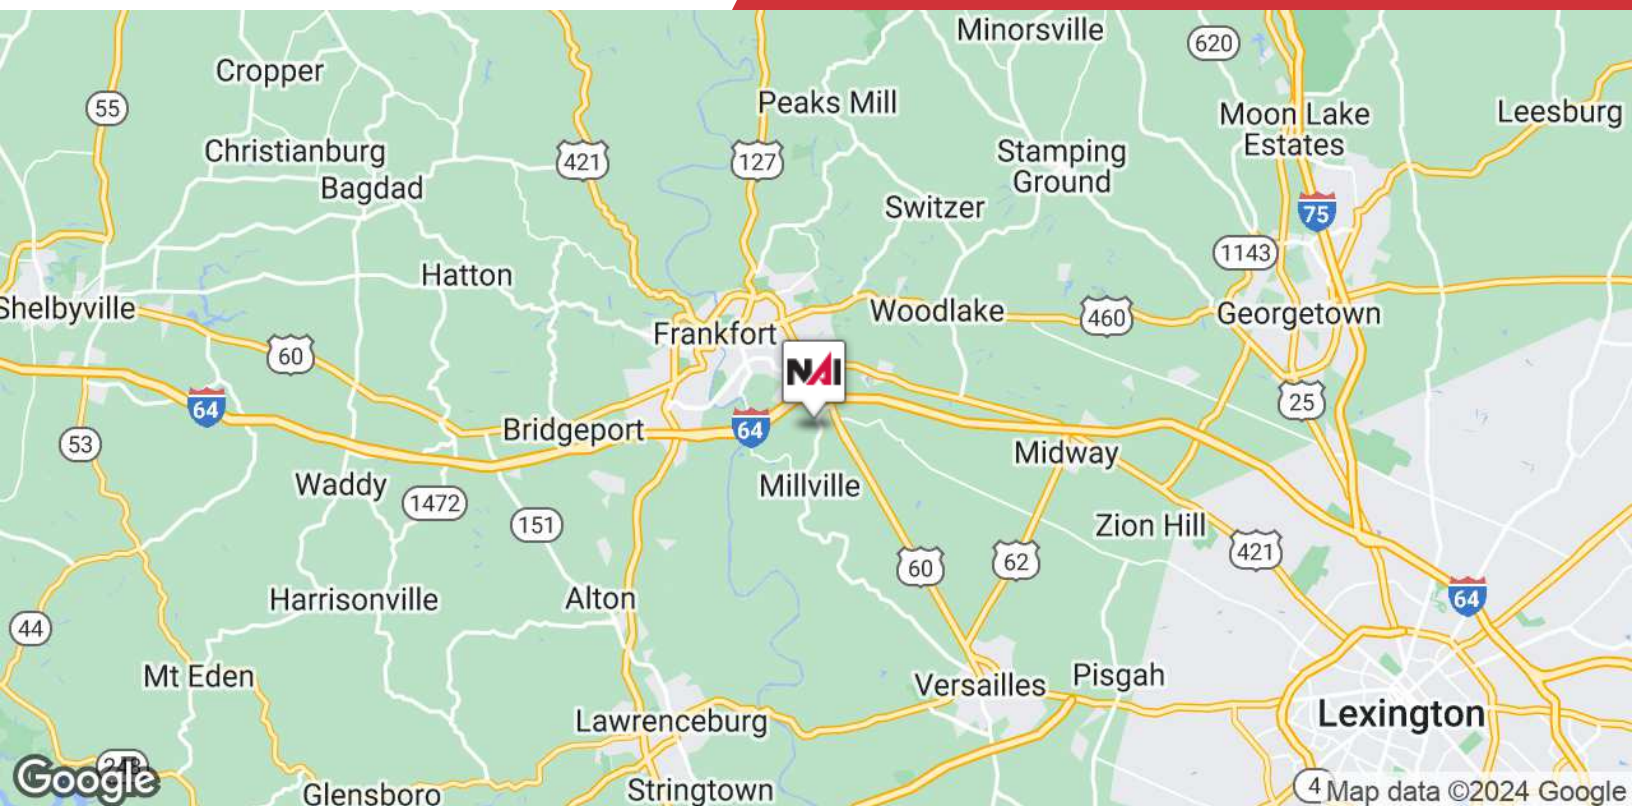 Minorsville
620
Cropper
Peaks Mill
55
Moon Lake
Estates
Leesburg
Christianburg
421
127
Stamping
Ground
Bagdad
Switzer
75
1143
Hatton
Shelbyville
Woodlake
460
Georgetown
Frankfort
60
NAI
64
25
53
Bridgeport
64
Midway
Waddy
1472
Millville
151
Zion Hill
421
60
62
64
Harrisonville
Alton
44
Mt Eden
Versailles
Pisgah
Lawrenceburg
Lexington
Google
Glensboro
Stringtown
4
Map data ©2024 Google